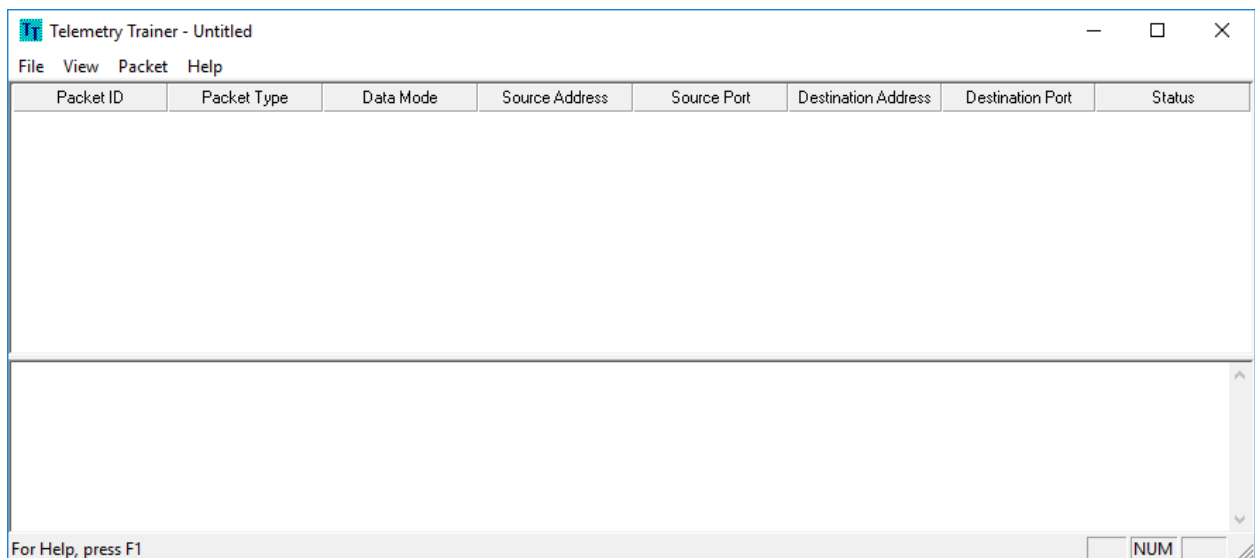 TT Telemetry Trainer - Untitled
File View Packet Help
Packet ID Packet Type Data Mode Source Address Source Port Destination Address Destination Port Status
For Help, press F1 NUM